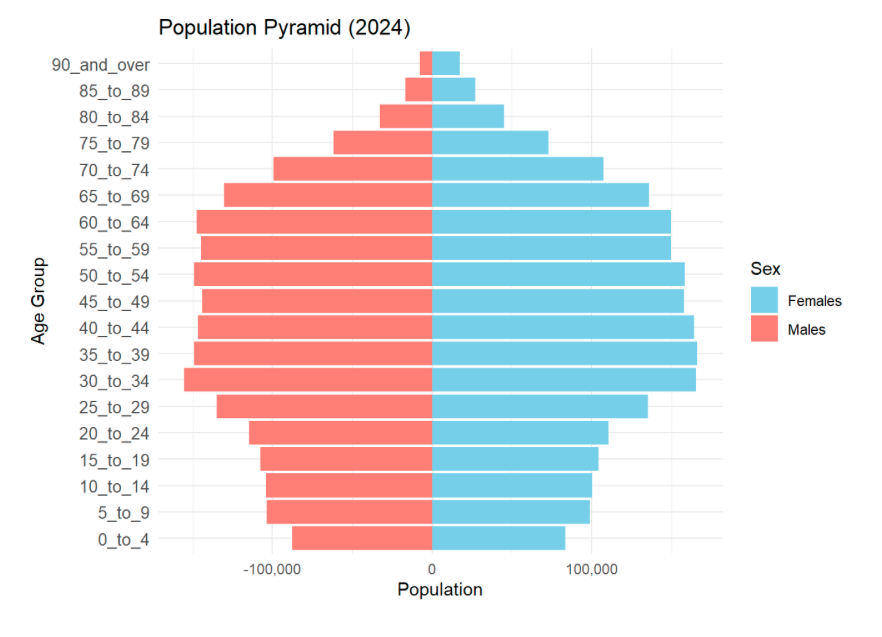 Population Pyramid (2024)
90_and_over
85_to_89
80_to_84
75_to_79
70_to_74
65_to_69
60_to_64
55_to_59
50_to_54
45_to_49
40_to_44
35_to_39
30_to_34
25_to_29
20_to_24
15_to_19
10_to_14
5_to_9
0_to_4
Age Group
-100,000
0
100,000
Population
Sex
Females
Males